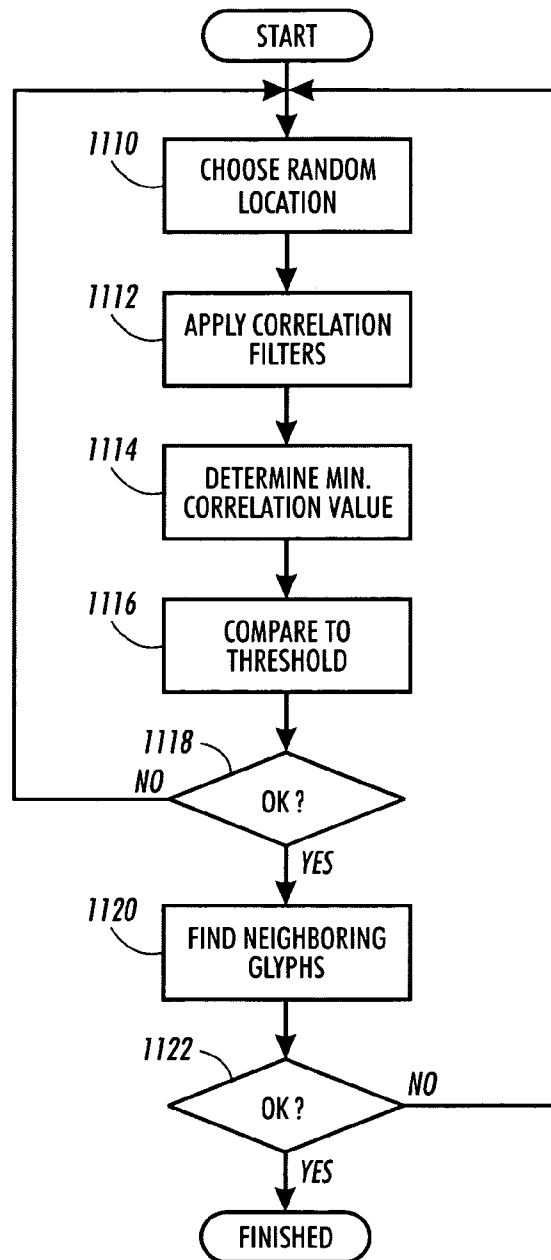 START
1110
CHOOSE RANDOM
LOCATION
1112
APPLY CORRELATION
FILTERS
1114
DETERMINE MIN.
CORRELATION VALUE
1116
COMPARE TO
THRESHOLD
1118
NO
OK ?
YES
1120
FIND NEIGHBORING
GLYPHS
1122
NO
OK ?
YES
FINISHED